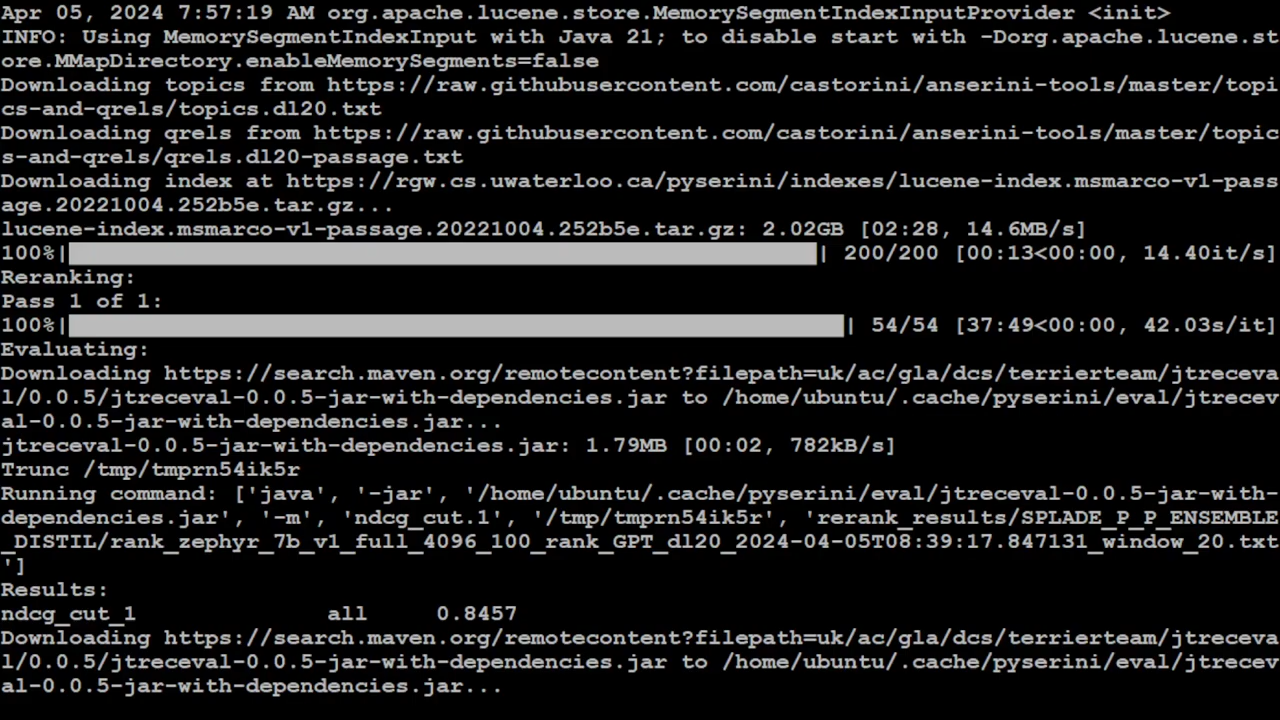 Apr 05, 2024 7:57:19 AM org.apache.lucene.store.MemorySegmentIndexInputProvider <init>
INFO: Using MemorySegmentIndexInput with Java 21; to disable start with -Dorg.apache.lucene.st
ore.MMapDirectory.enableMemorySegments=false
Downloading topics from https://raw.githubusercontent.com/castorini/anserini-tools/master/topi
cs-and-qrels/topics.dl20.txt
Downloading qrels from https://raw.githubusercontent.com/castorini/anserini-tools/master/topic
s-and-qrels/qrels.dl20-passage.txt
Downloading index at https://rgw.cs.uwaterloo.ca/pyserini/indexes/lucene-index.msmarco-v1-pass
age.20221004.252b5e.tar.gz...
lucene-index.msmarco-v1-passage.20221004.252b5e.tar.gz: 2.02GB [02:28, 14.6MB/s]
100%| | 200/200 [00:13<00:00, 14.40it/s]
Reranking:
Pass 1 of 1:
100%| | 54/54 [37:49<00:00, 42.03s/it]
Evaluating:
Downloading https://search.maven.org/remotecontent?filepath=uk/ac/gla/dcs/terrierteam/jtreceva
l/0.0.5/jtreceval-0.0.5-jar-with-dependencies.jar to /home/ubuntu/.cache/pyserini/eval/jtrecev
al-0.0.5-jar-with-dependencies.jar...
jtreceval-0.0.5-jar-with-dependencies.jar: 1.79MB [00:02, 782kB/s]
Trunc /tmp/tmprn54ik5r
Running command: ['java', '-jar', '/home/ubuntu/.cache/pyserini/eval/jtreceval-0.0.5-jar-with-
dependencies.jar', '-m', 'ndcg_cut.1', '/tmp/tmprn54ik5r', 'rerank_results/SPLADE_P_P_ENSEMBLE
_DISTIL/rank_zephyr_7b_v1_full_4096_100_rank_GPT_dl20_2024-04-05T08:39:17.847131_window_20.txt
']
Results:
ndcg_cut_1 all 0.8457
Downloading https://search.maven.org/remotecontent?filepath=uk/ac/gla/dcs/terrierteam/jtreceva
l/0.0.5/jtreceval-0.0.5-jar-with-dependencies.jar to /home/ubuntu/.cache/pyserini/eval/jtrecev
al-0.0.5-jar-with-dependencies.jar...